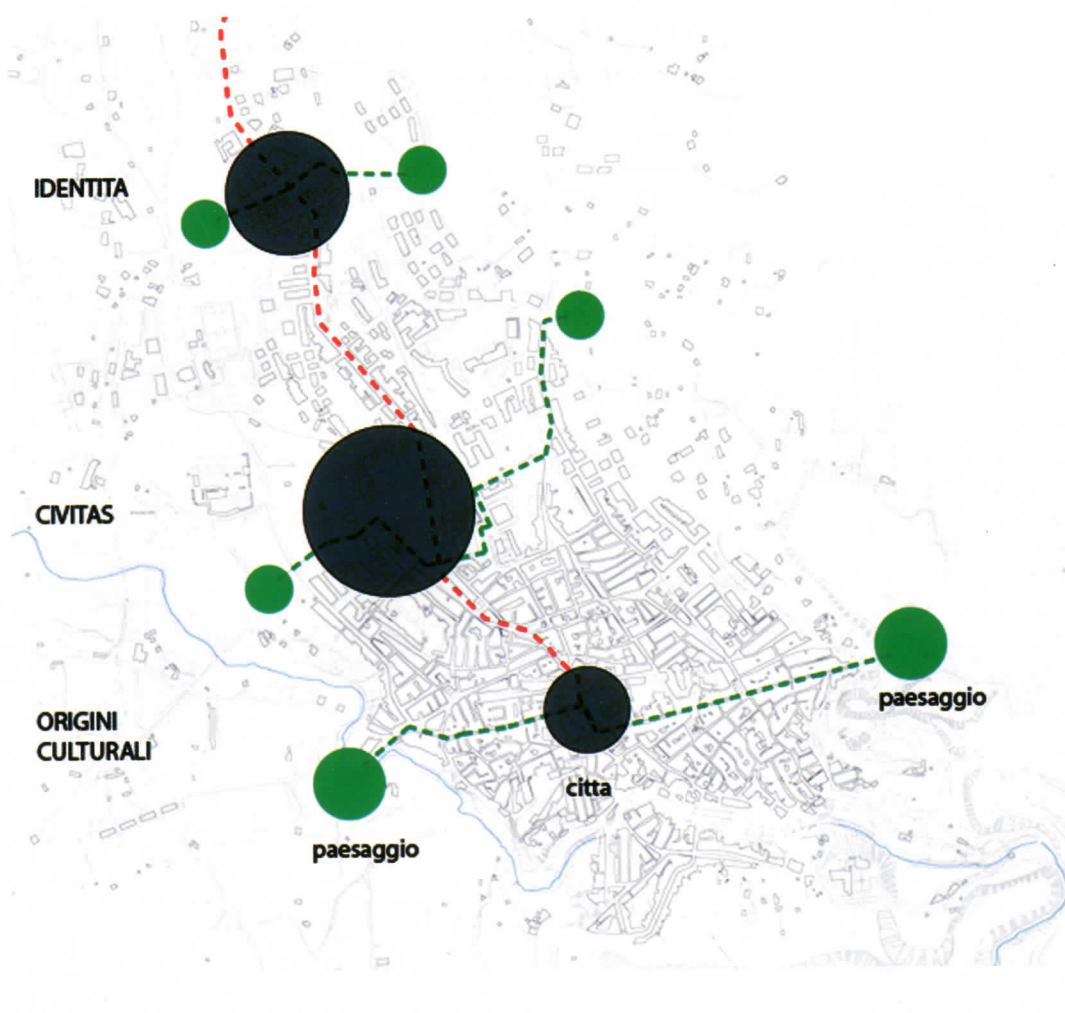 IDENTITA
CIVITAS
ORIGINI
CULTURALI
paesaggio
citta
paesaggio